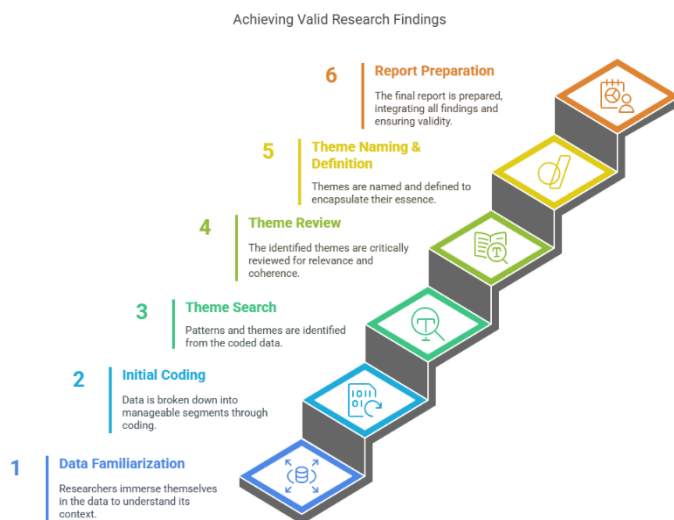 Achieving Valid Research Findings
6
Report Preparation
The final report is prepared,
integrating all findings and
ensuring validity.
5
Theme Naming &
Definition
Themes are named and defined to
encapsulate their essence.
4
Theme Review
The identified themes are critically
reviewed for relevance and
coherence.
3
Theme Search
Patterns and themes are identified
from the coded data.
2
Initial Coding
Data is broken down into
manageable segments through
coding.
1
Data Familiarization
Researchers immerse themselves
in the data to understand its
context.
T
T
1011
01